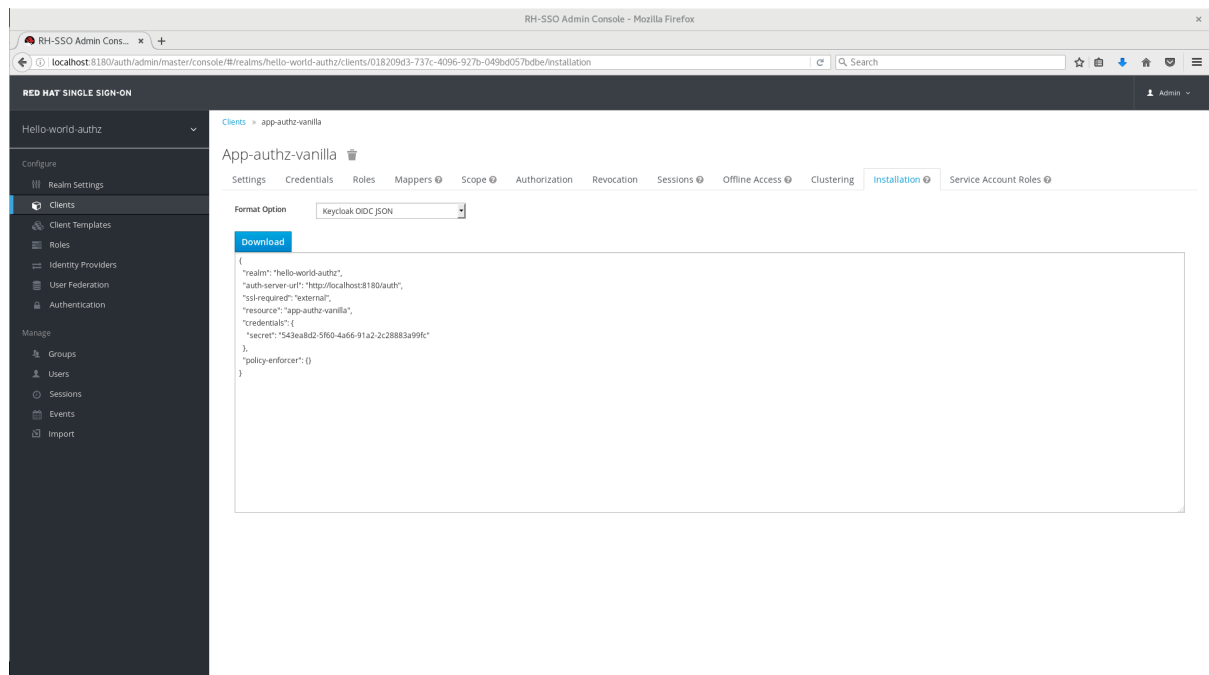 RH-SSO Admin Console - Mozilla Firefox
RH-SSO Admin Cons...
localhost:8180/auth/admin/master/console/#/realms/hello-world-authz/clients/018209d3-737c-4096-927b-049bd057bdbe/installation
Search
RED HAT SINGLE SIGN-ON
Admin
Hello-world-authz
Configure
Realm Settings
Clients
Client Templates
Roles
Identity Providers
User Federation
Authentication
Manage
Groups
Users
Sessions
Events
Import
Clients » app-authz-vanilla
App-authz-vanilla
Settings Credentials Roles Mappers Scope Authorization Revocation Sessions Offline Access Clustering Installation Service Account Roles
Format Option Keycloak OIDC JSON
Download
{
"realm": "hello-world-authz",
"auth-server-url": "http://localhost:8180/auth",
"ssl-required": "external",
"resource": "app-authz-vanilla",
"credentials": {
"secret": "543ea8d2-5f60-4a66-91a2-2c28883a99fc"
},
"policy-enforcer": {}
}